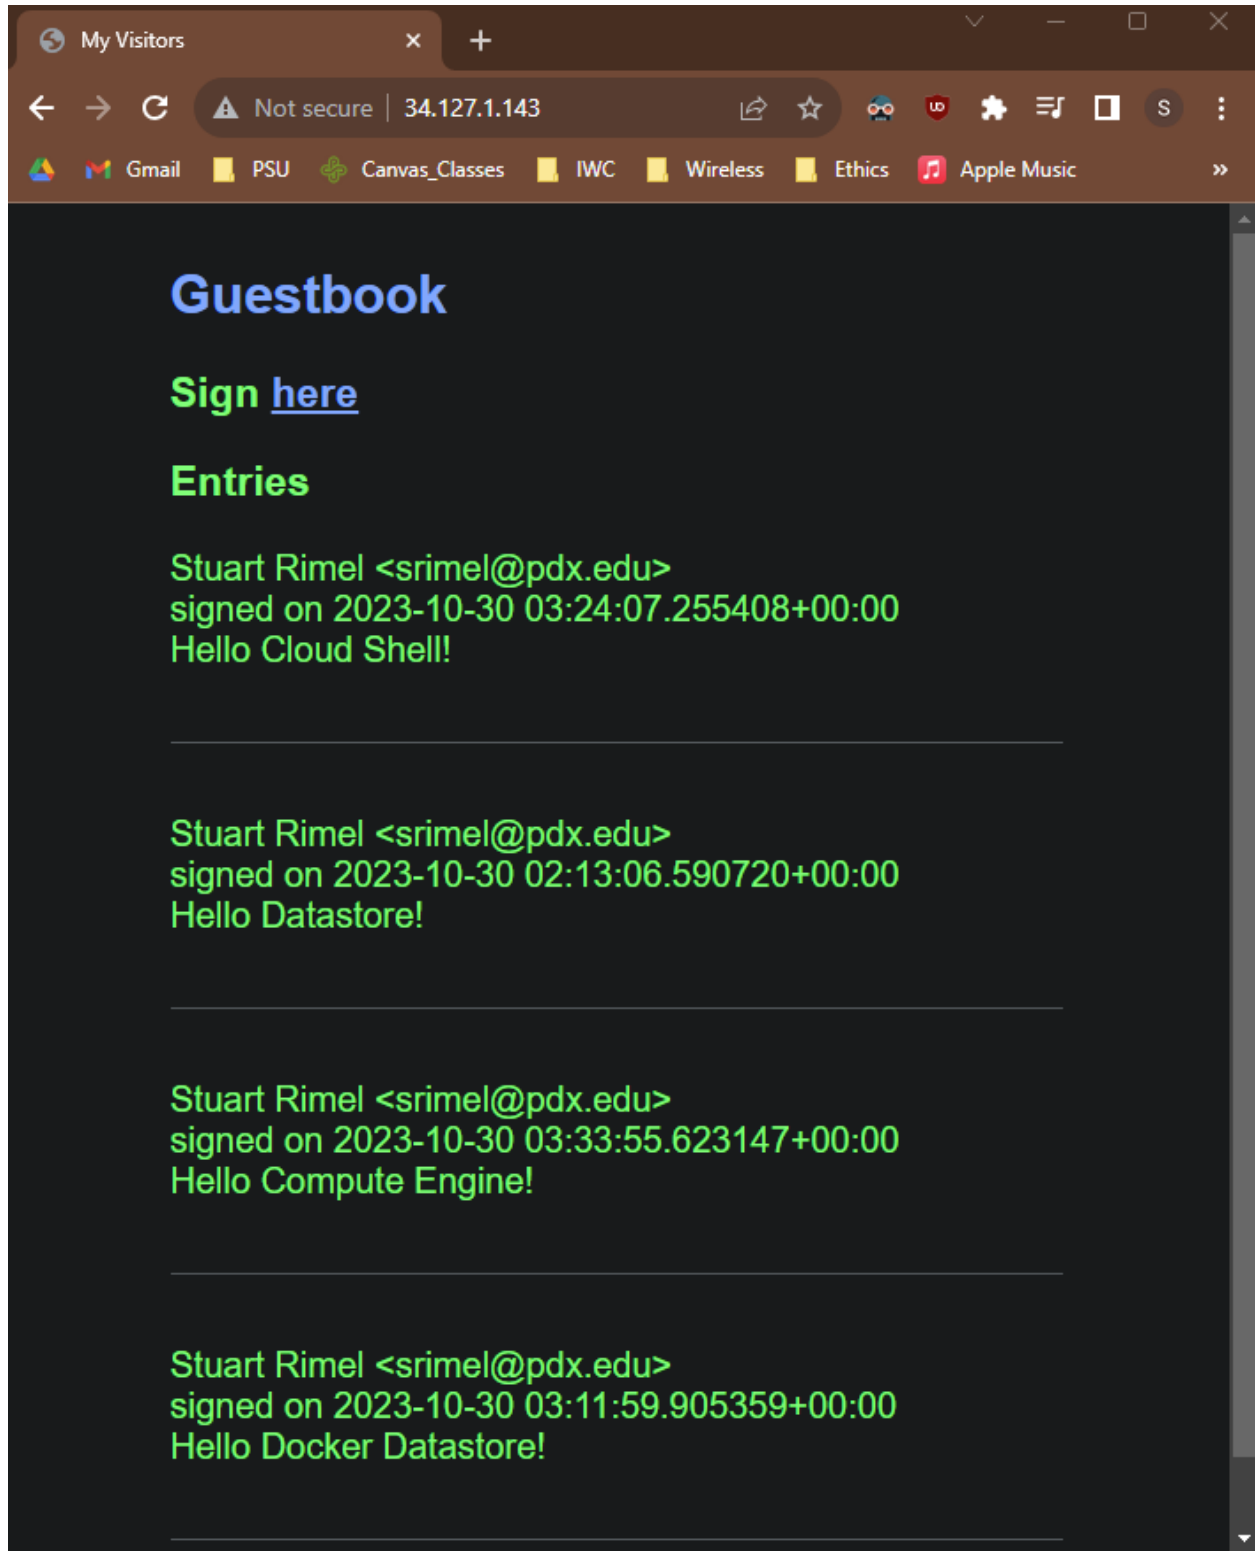 My Visitors
Not secure 34.127.1.143
S
Gmail PSU Canvas_Classes IWC Wireless Ethics Apple Music »
Guestbook
Sign here
Entries
Stuart Rimel <srimel@pdx.edu>
signed on 2023-10-30 03:24:07.255408+00:00
Hello Cloud Shell!
Stuart Rimel <srimel@pdx.edu>
signed on 2023-10-30 02:13:06.590720+00:00
Hello Datastore!
Stuart Rimel <srimel@pdx.edu>
signed on 2023-10-30 03:33:55.623147+00:00
Hello Compute Engine!
Stuart Rimel <srimel@pdx.edu>
signed on 2023-10-30 03:11:59.905359+00:00
Hello Docker Datastore!